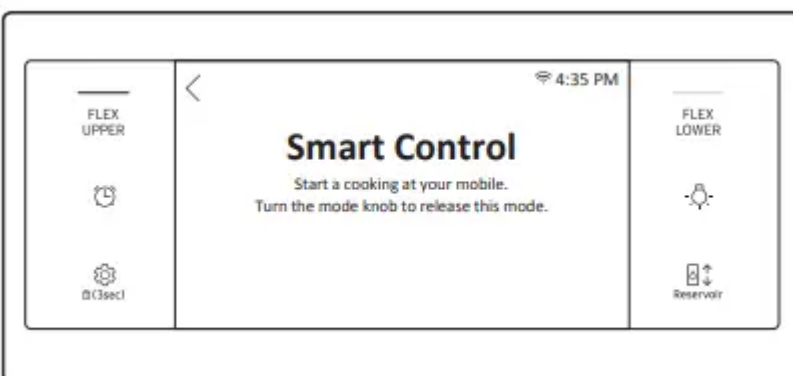 4:35 PM
FLEX
UPPER
FLEX
LOWER
Smart Control
Start a cooking at your mobile.
Turn the mode knob to release this mode.
(3sec)
Reservoir